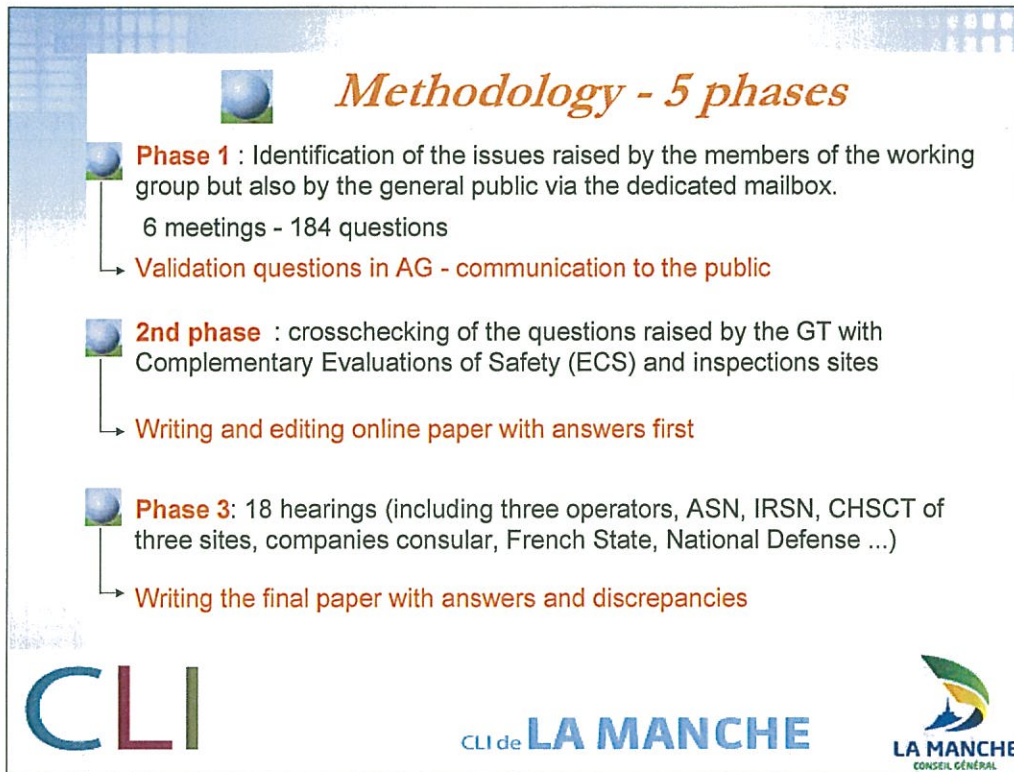 Methodology - 5 phases
Phase 1 : Identification of the issues raised by the members of the working
group but also by the general public via the dedicated mailbox.
6 meetings - 184 questions
Validation questions in AG - communication to the public
2nd phase : crosschecking of the questions raised by the GT with
Complementary Evaluations of Safety (ECS) and inspections sites
Writing and editing online paper with answers first
Phase 3: 18 hearings (including three operators, ASN, IRSN, CHSCT of
three sites, companies consular, French State, National Defense ...)
Writing the final paper with answers and discrepancies
CLI
CLI de LA MANCHE
LA MANCHE
CONSEIL GÉNÉRAL